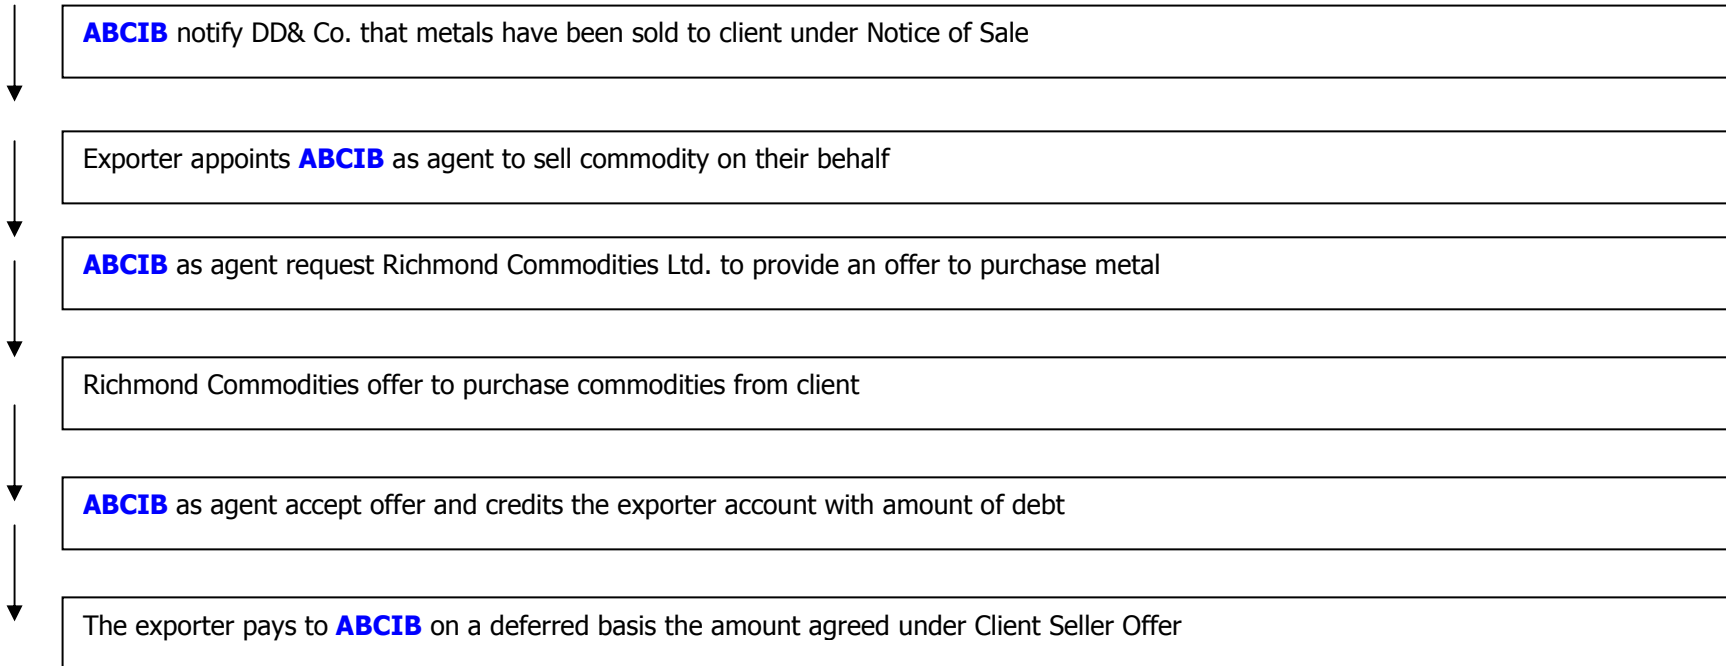 ABCIB notify DD& Co. that metals have been sold to client under Notice of Sale
Exporter appoints ABCIB as agent to sell commodity on their behalf
ABCIB as agent request Richmond Commodities Ltd. to provide an offer to purchase metal
Richmond Commodities offer to purchase commodities from client
ABCIB as agent accept offer and credits the exporter account with amount of debt
The exporter pays to ABCIB on a deferred basis the amount agreed under Client Seller Offer